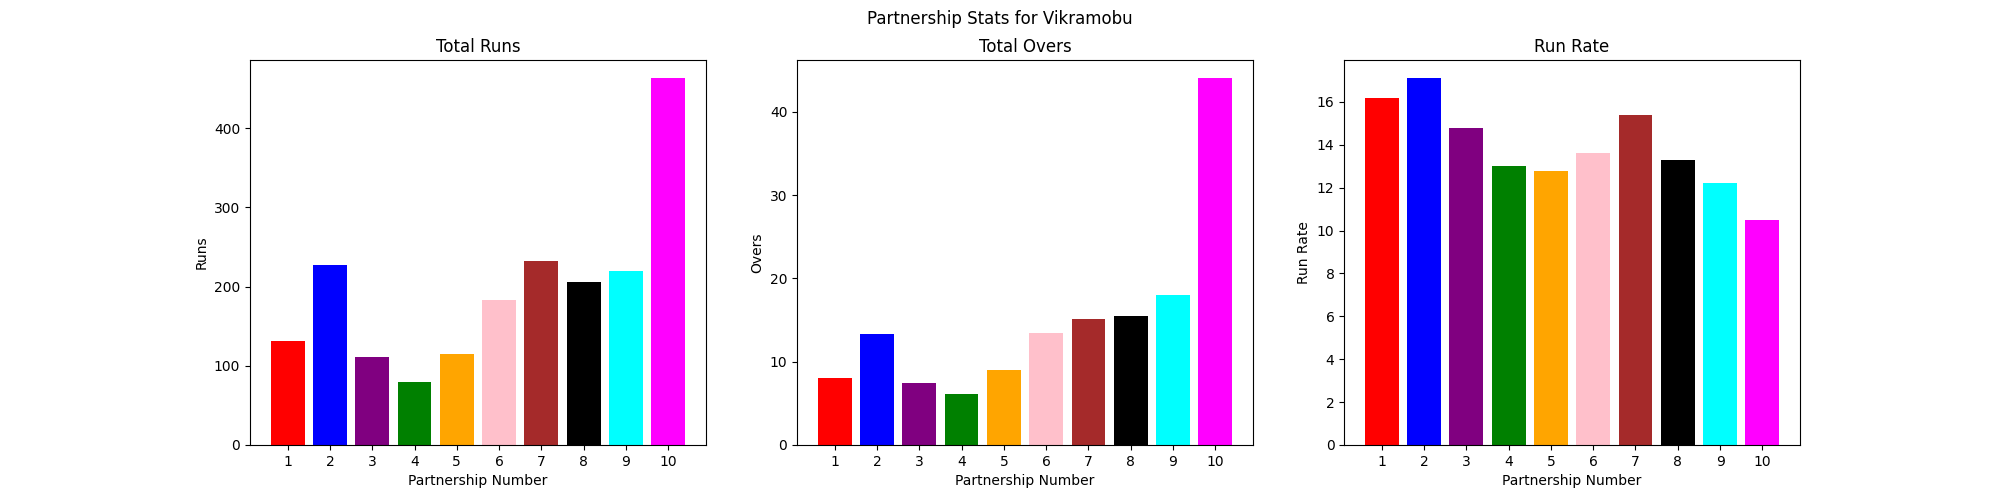 Partnership Stats for Vikramobu
Total Runs
Runs
400
300
200
100
0
1 2 3 4 5 6 7 8 9 10
Partnership Number
Total Overs
Overs
40
30
20
10
0
1 2 3 4 5 6 7 8 9 10
Partnership Number
Run Rate
Run Rate
16
14
12
10
8
6
4
2
0
1 2 3 4 5 6 7 8 9 10
Partnership Number